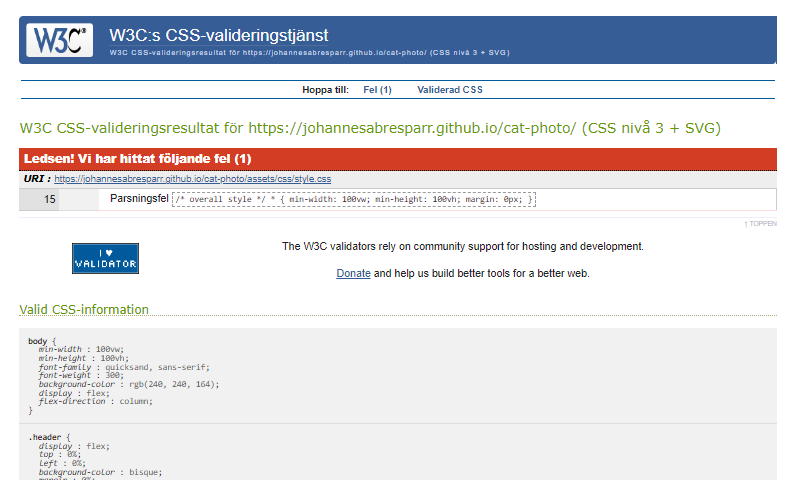 W3C®
W3C:s CSS-valideringstjänst
W3C CSS-valideringsresultat för https://johannesabresparr.github.io/cat-photo/ (CSS nivå 3 + SVG)
Hoppa till: Fel (1) Validerad CSS
W3C CSS-valideringsresultat för https://johannesabresparr.github.io/cat-photo/ (CSS nivå 3 + SVG)
Ledsen! Vi har hittat följande fel (1)
URI : https://johannesabresparr.github.io/cat-photo/assets/css/style.css
15 Parsningsfel /* overall style */ * { min-width: 100vw; min-height: 100vh; margin: 0px; }
↑ TOPPEN
I ♥
VALIDATOR
The W3C validators rely on community support for hosting and development.
Donate and help us build better tools for a better web.
Valid CSS-information
body {
min-width : 100vw;
min-height : 100vh;
font-family : quicksand, sans-serif;
font-weight : 300;
background-color : rgb(240, 240, 164);
display : flex;
flex-direction : column;
}
.header {
display : flex;
top : 0%;
left : 0%;
background-color : bisque;
margin : 0%;